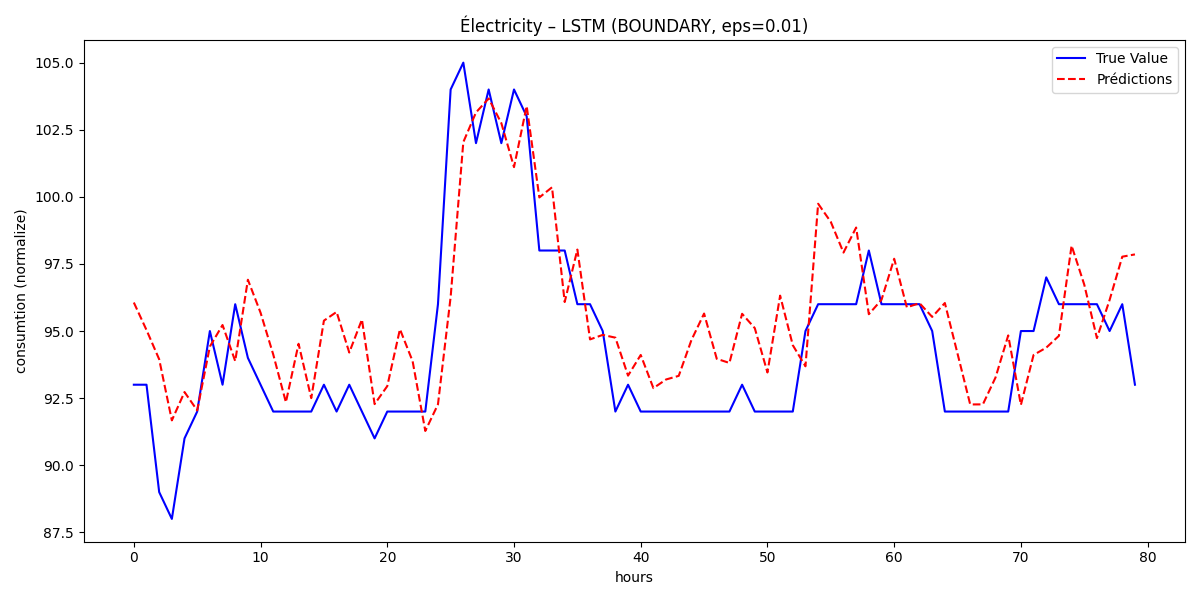 Électricity – LSTM (BOUNDARY, eps=0.01)
True Value
Prédictions
consumtion (normalize)
105.0
102.5
100.0
97.5
95.0
92.5
90.0
87.5
0 10 20 30 40 50 60 70 80
hours